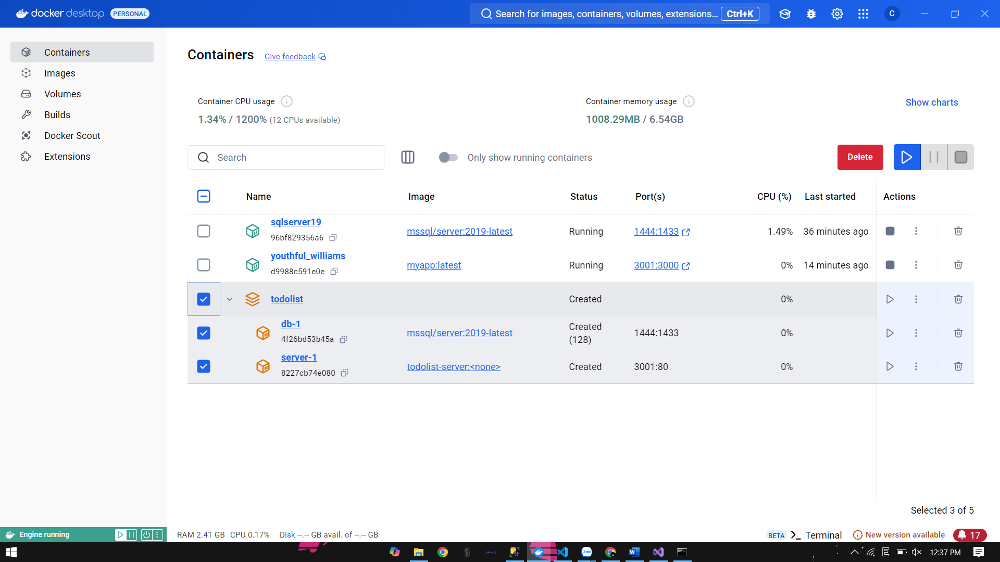 docker desktop PERSONAL
Search for images, containers, volumes, extensions... Ctrl+K
C
Containers
Images
Volumes
Builds
Docker Scout
Extensions
Containers Give feedback
Container CPU usage
1.34% / 1200% (12 CPUs available)
Container memory usage
1008.29MB / 6.54GB
Show charts
Search
Only show running containers
Delete
Name Image Status Port(s) CPU (%) Last started Actions
sqlserver19
96bf829356a6
mssql/server:2019-latest Running 1444:1433 1.49% 36 minutes ago
youthful_williams
d9988c591e0e
myapp:latest Running 3001:3000 0% 14 minutes ago
todolist Created 0%
db-1
4f26bd53b45a
mssql/server:2019-latest
Created
(128)
1444:1433 0%
server-1
8227cb74e080
todolist-server:<none> Created 3001:80 0%
Selected 3 of 5
Engine running
RAM 2.41 GB CPU 0.17% Disk --.-- GB avail. of --.-- GB
BETA Terminal New version available 17
Zalo
E
12:37 PM